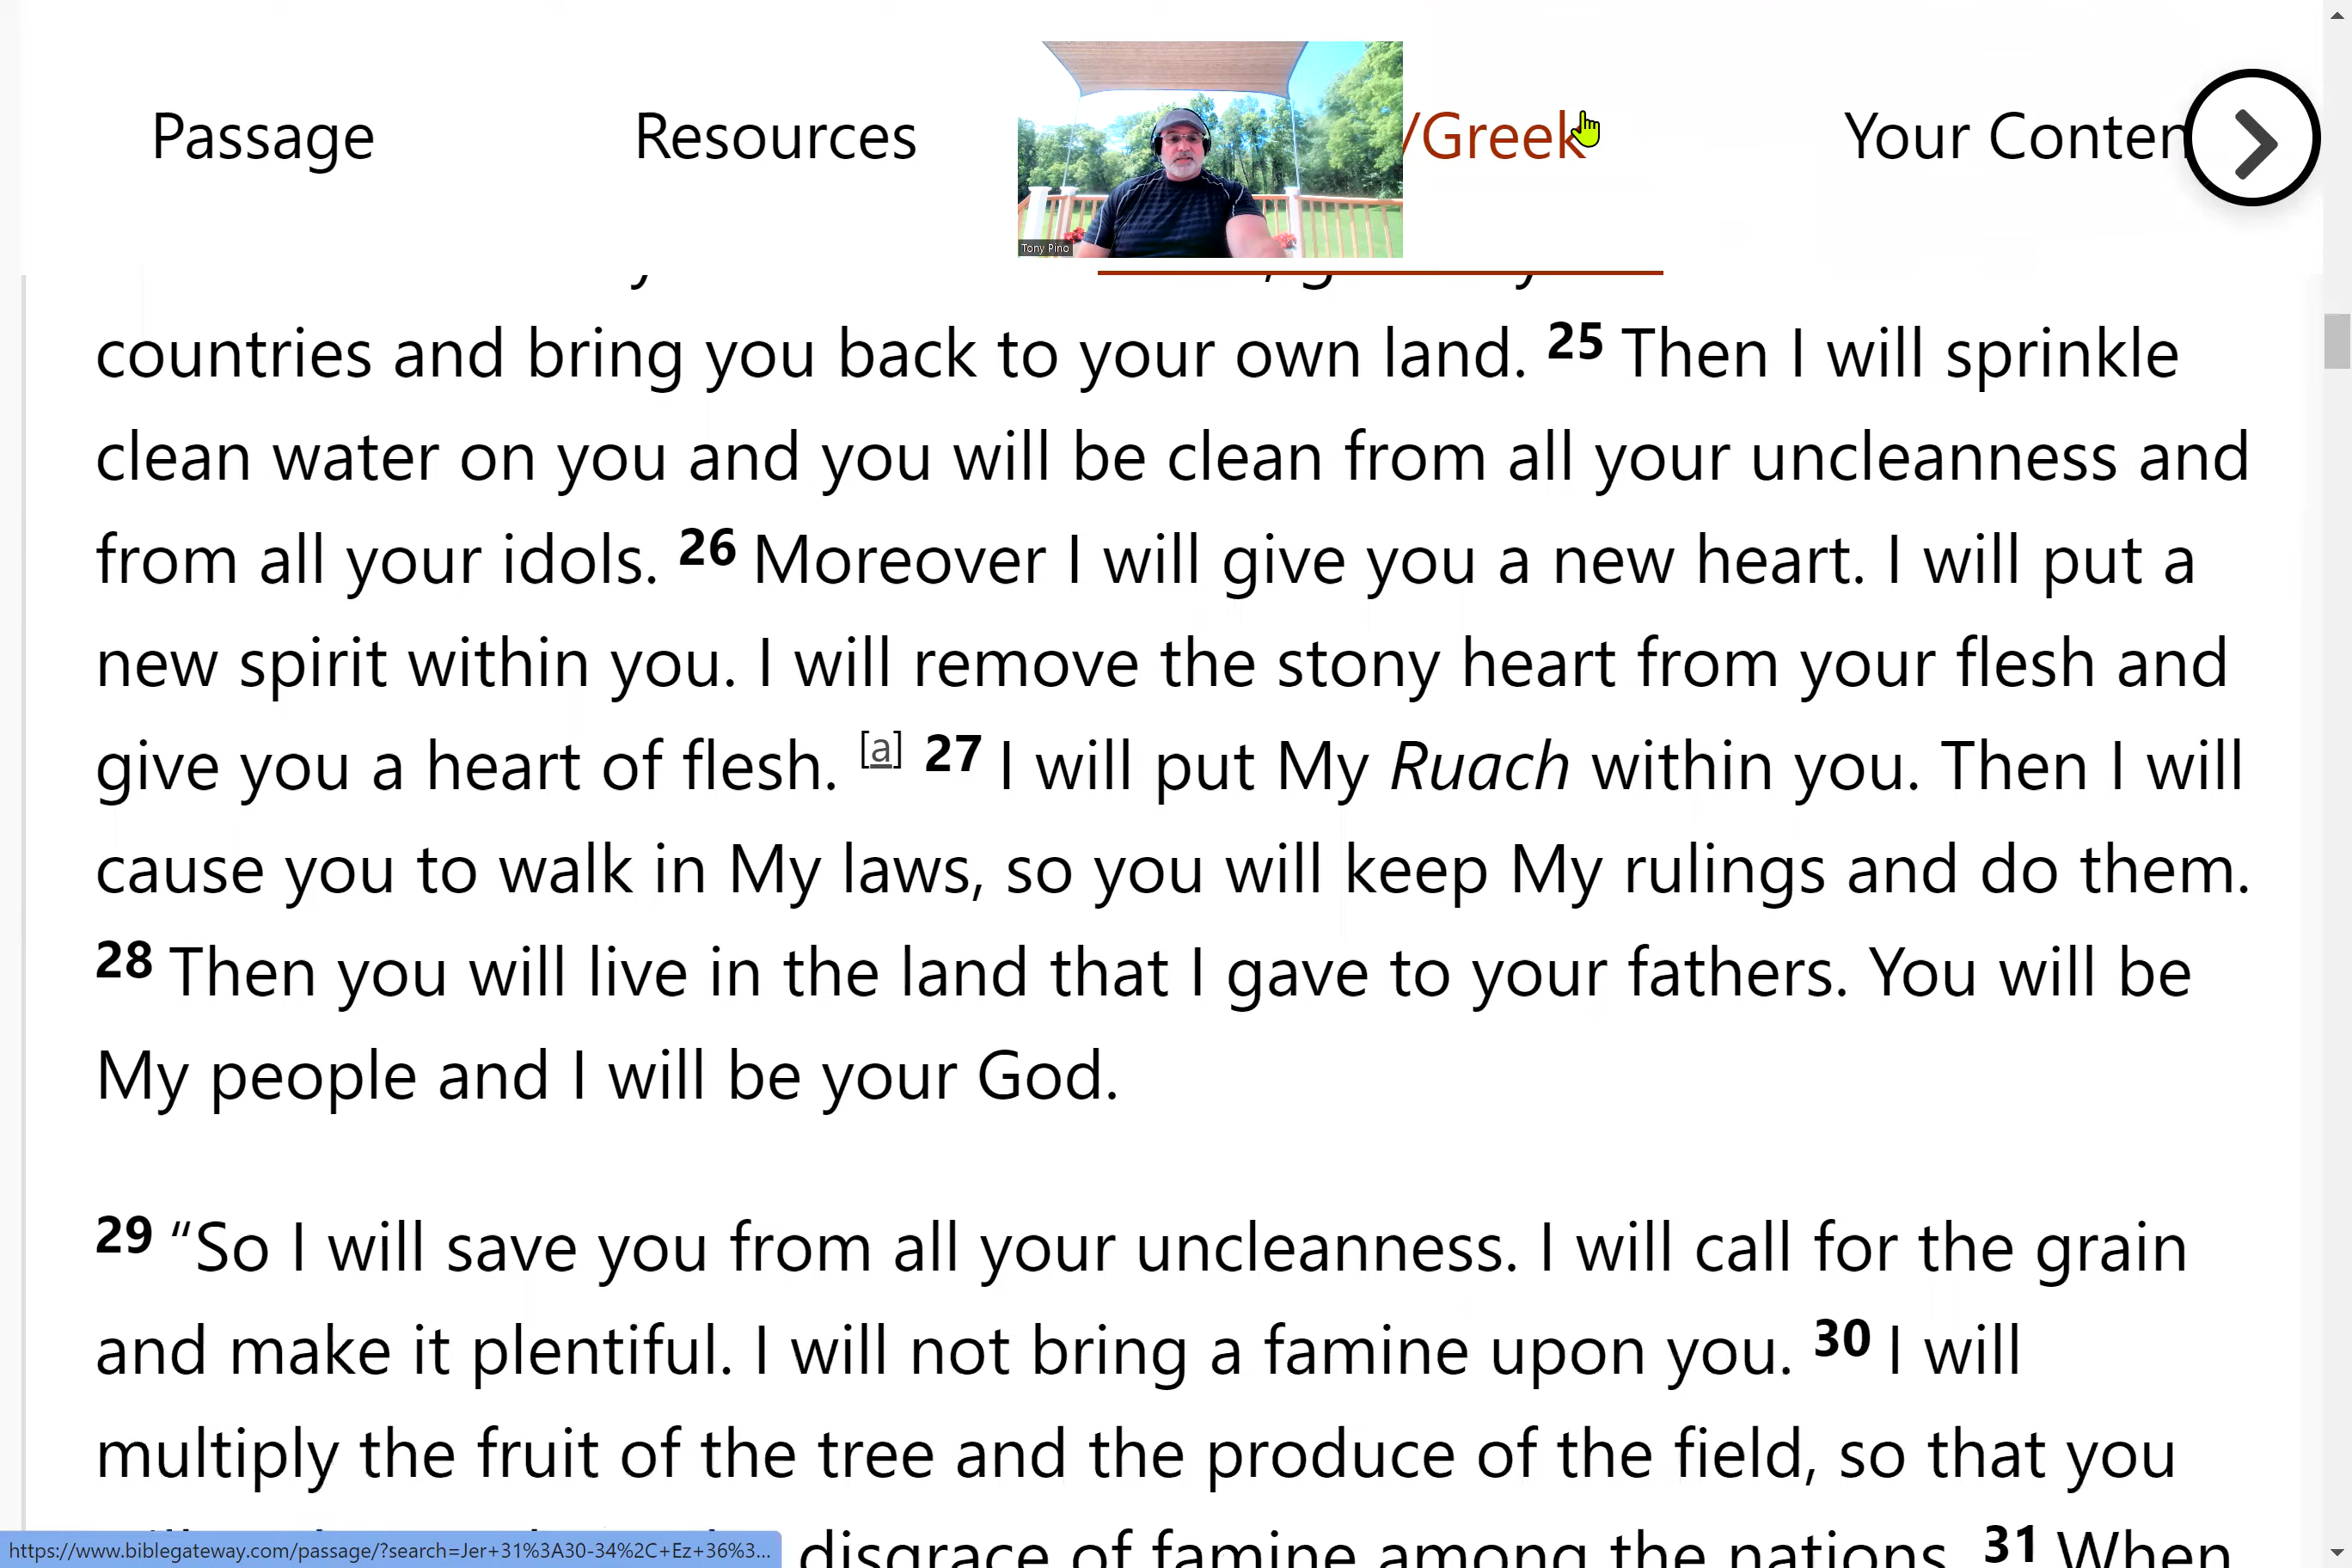 Passage Resources /Greek Your Conten
Tony Pino
countries and bring you back to your own land. 25 Then I will sprinkle
clean water on you and you will be clean from all your uncleanness and
from all your idols. 26 Moreover I will give you a new heart. I will put a
new spirit within you. I will remove the stony heart from your flesh and
give you a heart of flesh. [a] 27 I will put My Ruach within you. Then I will
cause you to walk in My laws, so you will keep My rulings and do them.
28 Then you will live in the land that I gave to your fathers. You will be
My people and I will be your God.
29 “So I will save you from all your uncleanness. I will call for the grain
and make it plentiful. I will not bring a famine upon you. 30 I will
multiply the fruit of the tree and the produce of the field, so that you
disgrace of famine among the nations. 31 When
https://www.biblegateway.com/passage/?search=Jer+31%3A30-34%2C+Ez+36%3...